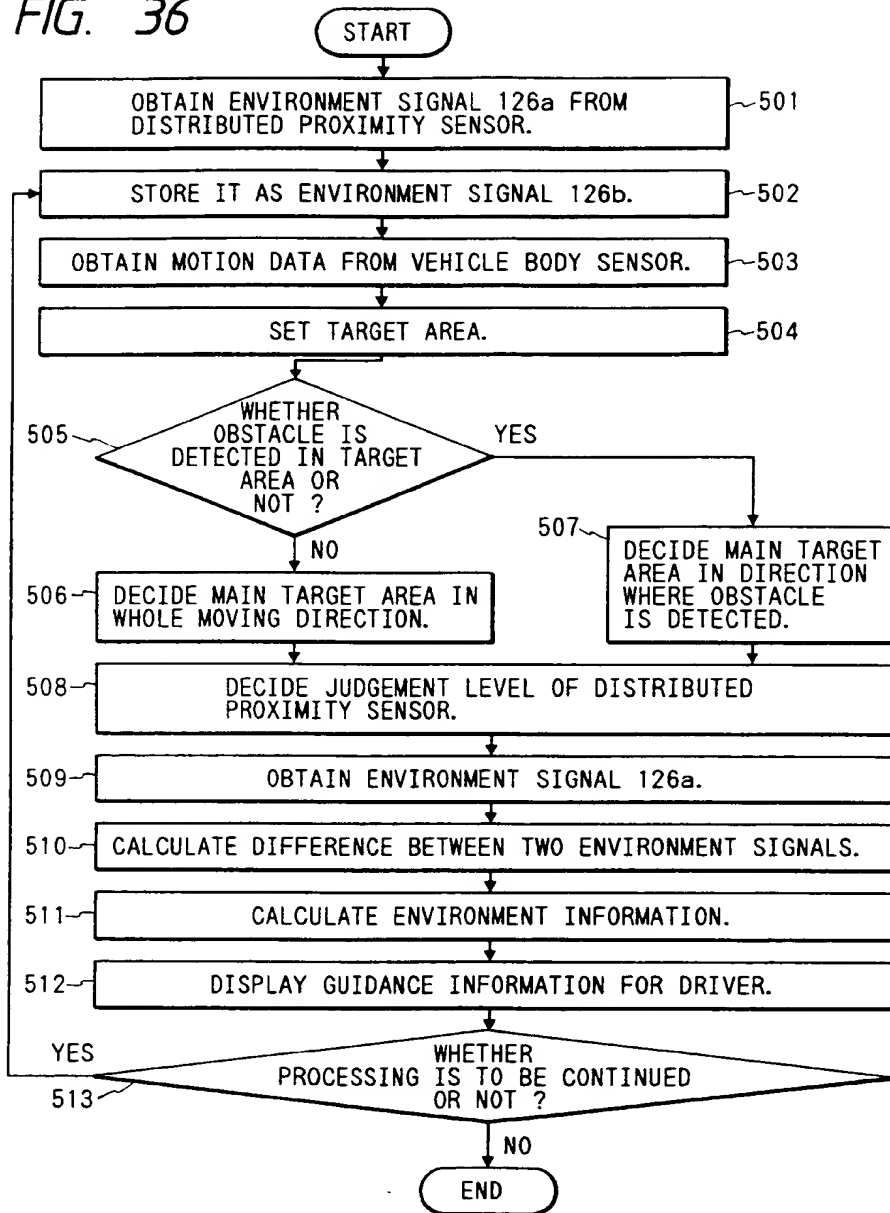 FIG. 36
START
OBTAIN ENVIRONMENT SIGNAL 126a FROM
DISTRIBUTED PROXIMITY SENSOR.
501
STORE IT AS ENVIRONMENT SIGNAL 126b.
502
OBTAIN MOTION DATA FROM VEHICLE BODY SENSOR.
503
SET TARGET AREA.
504
505
WHETHER
OBSTACLE IS
DETECTED IN TARGET
AREA OR
NOT ?
YES
NO
506
DECIDE MAIN TARGET AREA IN
WHOLE MOVING DIRECTION.
507
DECIDE MAIN TARGET
AREA IN DIRECTION
WHERE OBSTACLE
IS DETECTED.
508
DECIDE JUDGEMENT LEVEL OF DISTRIBUTED
PROXIMITY SENSOR.
509
OBTAIN ENVIRONMENT SIGNAL 126a.
510
CALCULATE DIFFERENCE BETWEEN TWO ENVIRONMENT SIGNALS.
511
CALCULATE ENVIRONMENT INFORMATION.
512
DISPLAY GUIDANCE INFORMATION FOR DRIVER.
YES
513
WHETHER
PROCESSING IS TO BE CONTINUED
OR NOT ?
NO
END